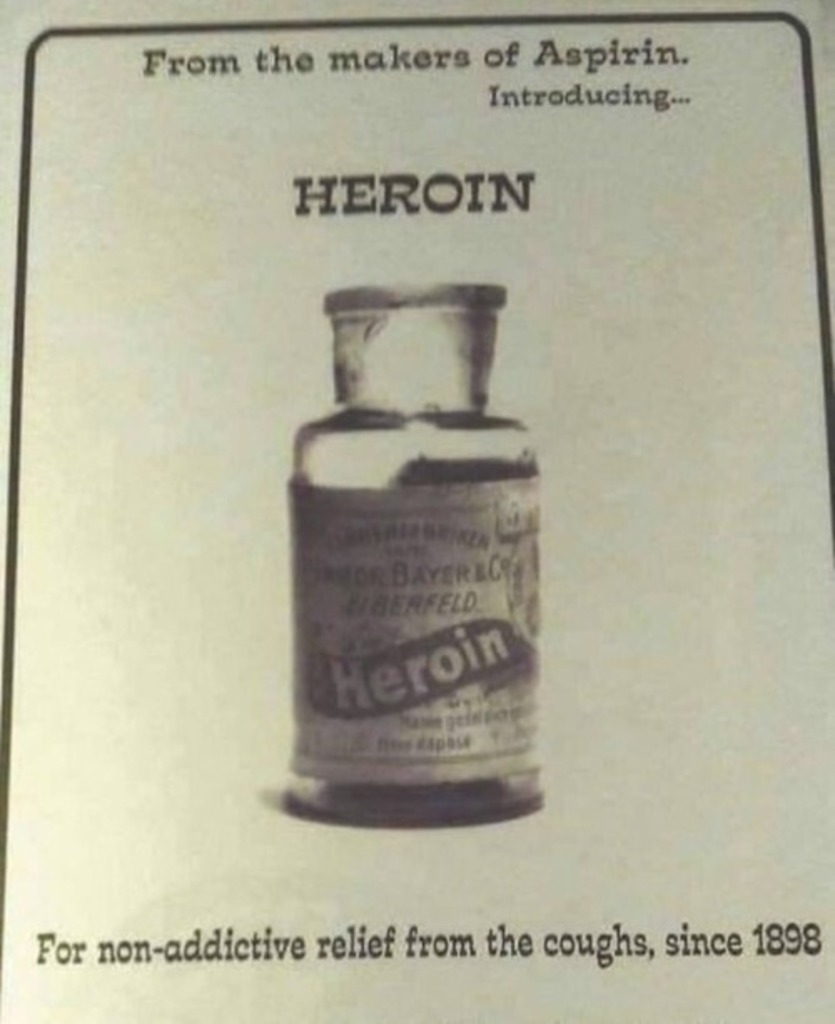 From the makers of Aspirin.
Introducing...
HEROIN
BAYER & Co
ELBERFELD.
Heroin
For non-addictive relief from the coughs, since 1898